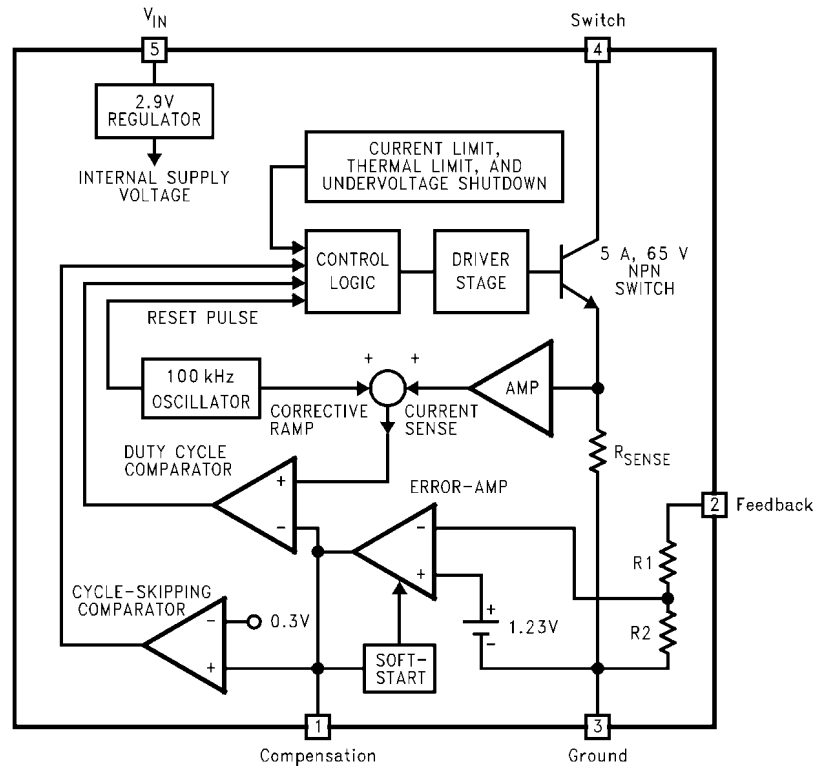 V_IN
Switch
5
4
2.9V
REGULATOR
INTERNAL SUPPLY
VOLTAGE
CURRENT LIMIT,
THERMAL LIMIT, AND
UNDERVOLTAGE SHUTDOWN
CONTROL
LOGIC
DRIVER
STAGE
5 A, 65 V
NPN
SWITCH
RESET PULSE
100 kHz
OSCILLATOR
+
+
AMP
CORRECTIVE
RAMP
CURRENT
SENSE
R_SENSE
DUTY CYCLE
COMPARATOR
+
-
ERROR-AMP
-
+
2
Feedback
R1
R2
CYCLE-SKIPPING
COMPARATOR
-
0.3V
+
+
1.23V
-
SOFT-
START
1
3
Compensation
Ground